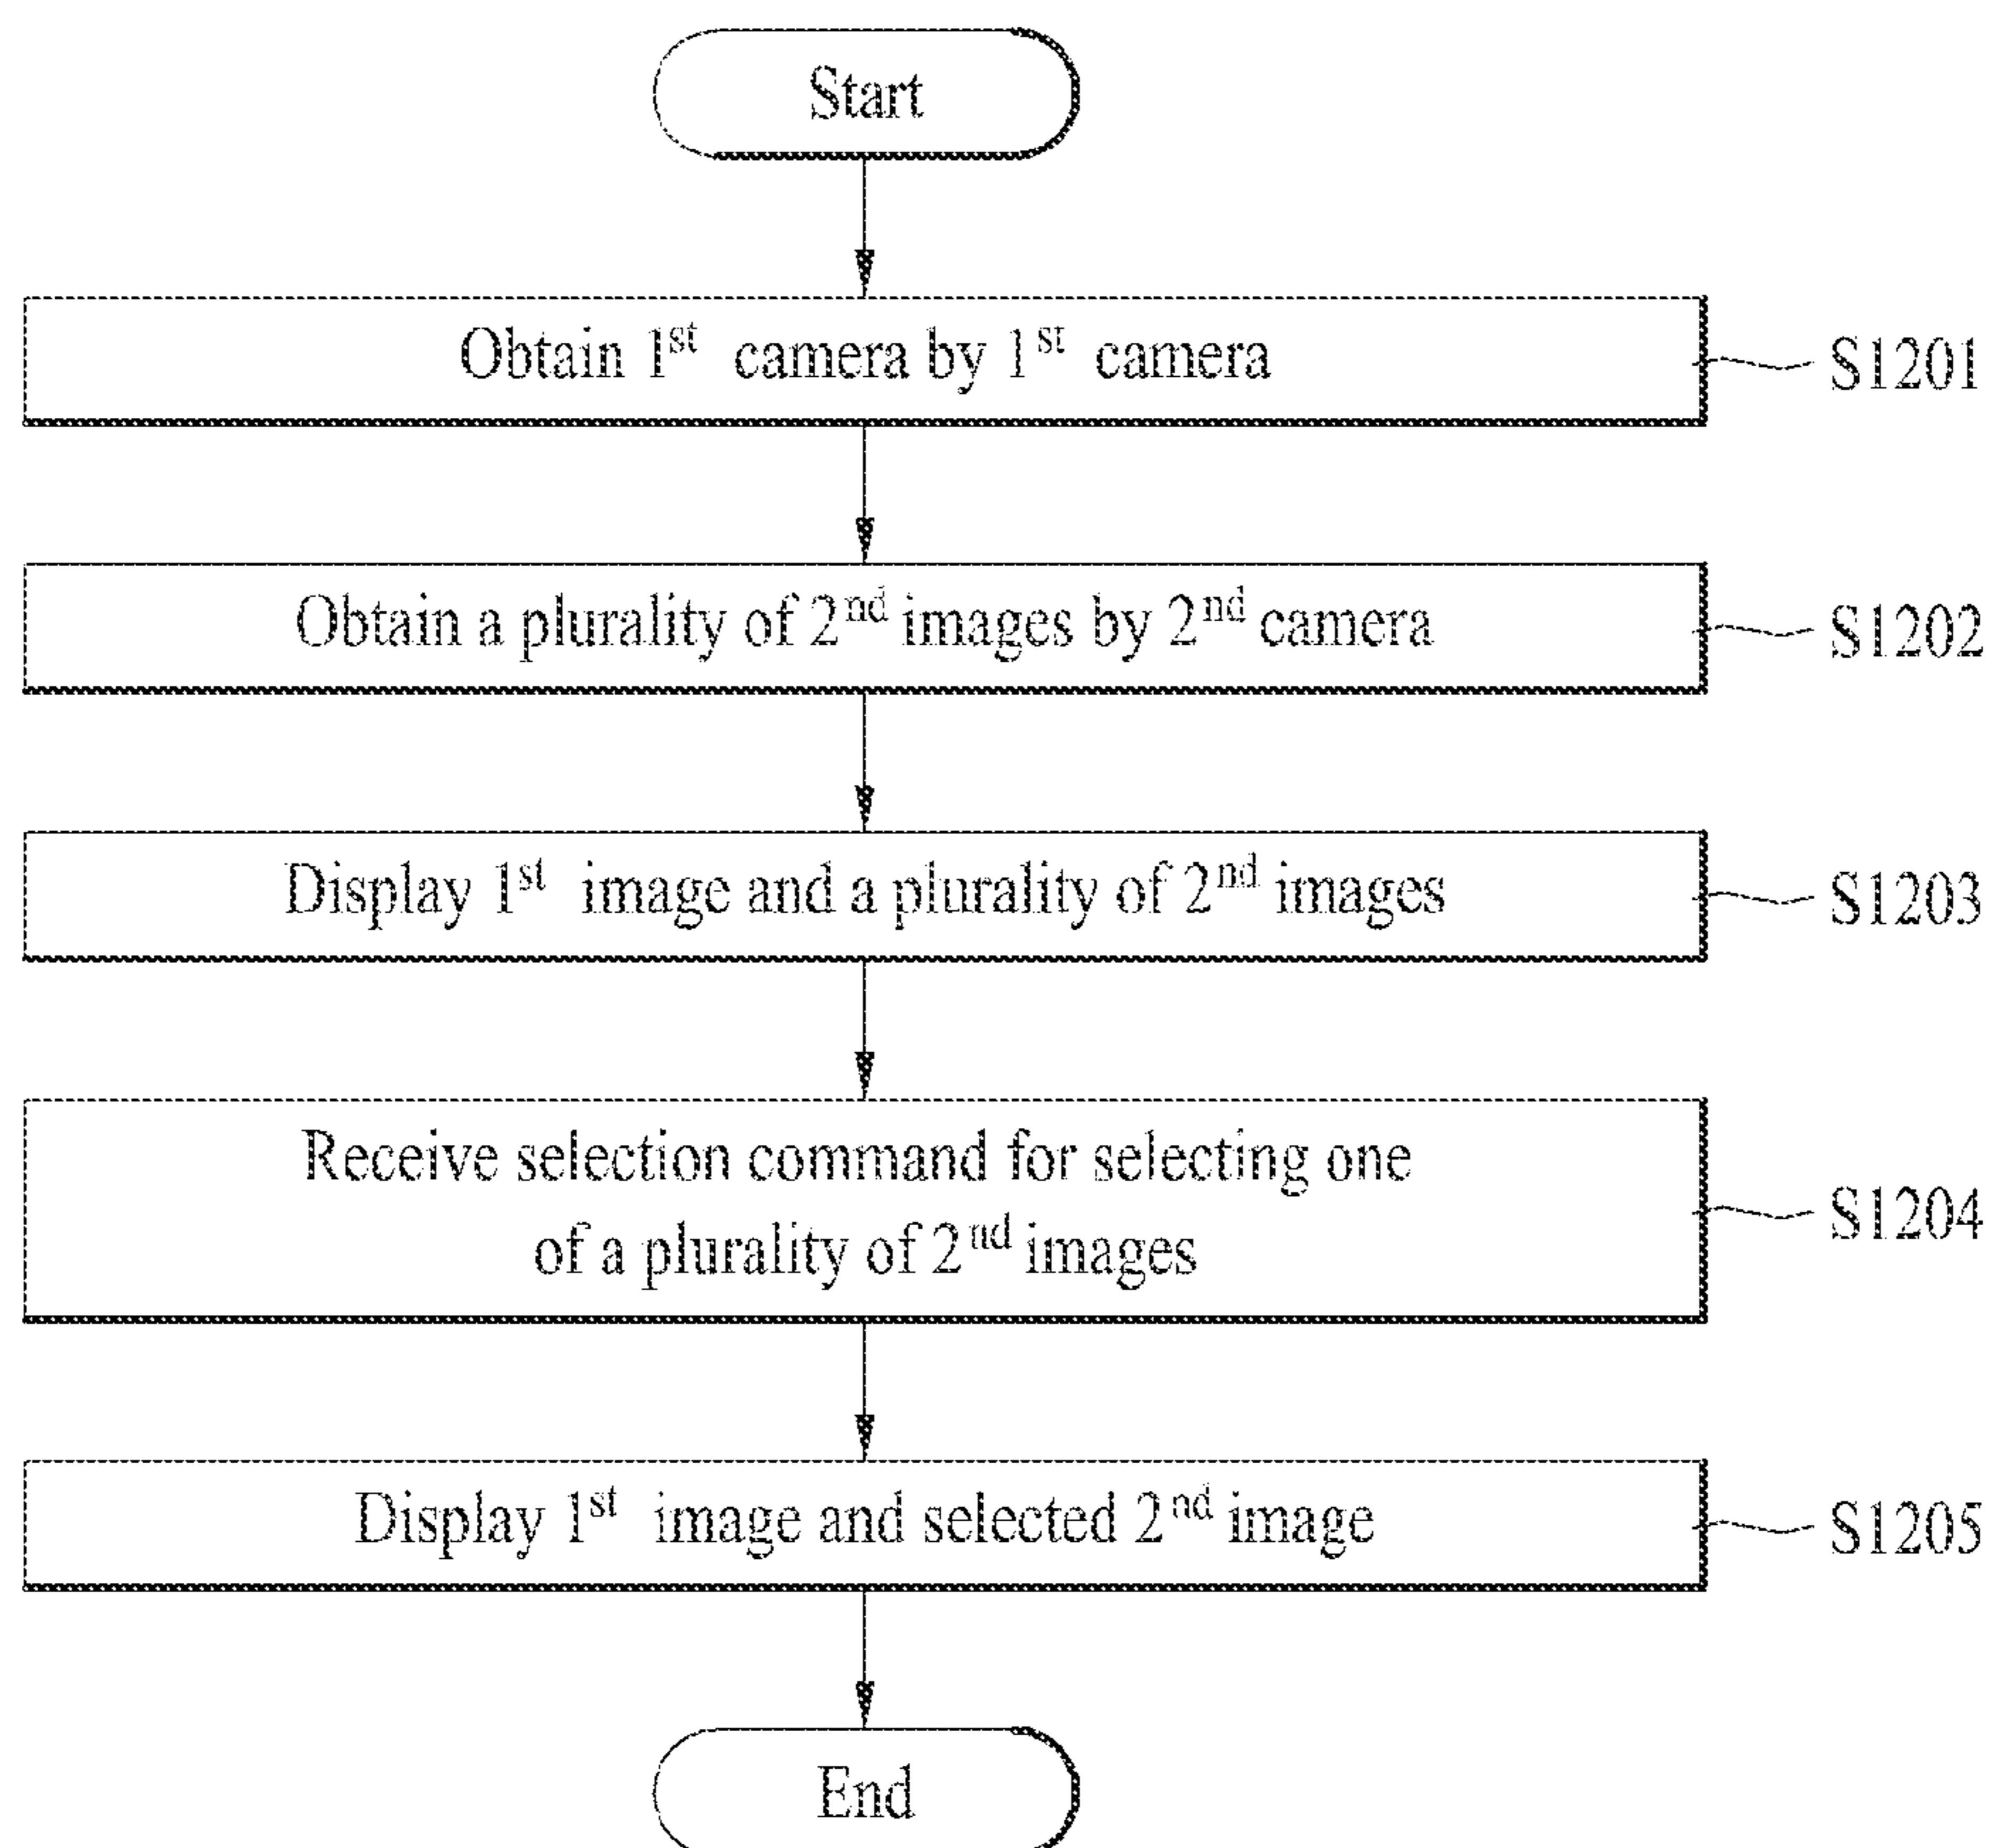 Start
Obtain 1st camera by 1st camera
S1201
Obtain a plurality of 2nd images by 2nd camera
S1202
Display 1st image and a plurality of 2nd images
S1203
Receive selection command for selecting one
of a plurality of 2nd images
S1204
Display 1st image and selected 2nd image
S1205
End